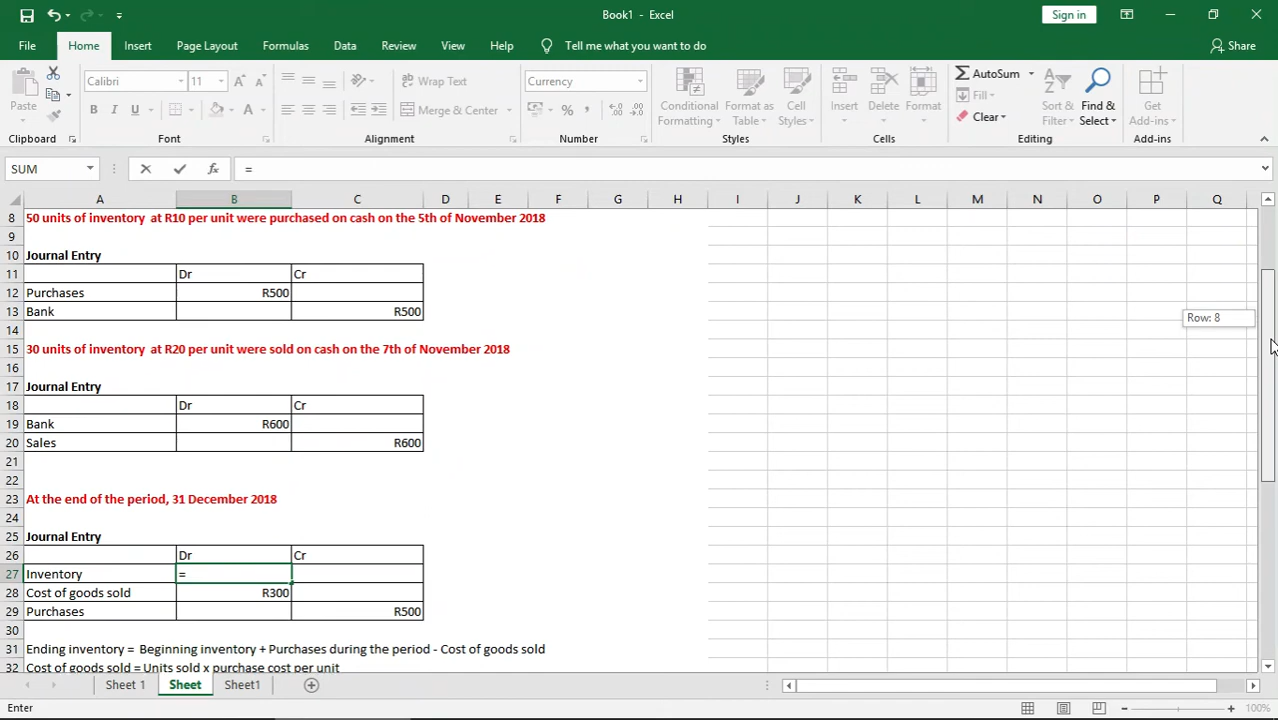 Book1 - Excel
Sign in
File Home Insert Page Layout Formulas Data Review View Help Tell me what you want to do Share
Paste
Calibri 11 A A
B I U A
Wrap Text
Merge & Center
Currency
% ,
Conditional Formatting
Format as Table
Cell Styles
Insert Delete Format
AutoSum
Fill
Clear
Sort & Filter
Find & Select
Get Add-ins
Clipboard Font Alignment Number Styles Cells Editing Add-ins
SUM fx =
A B C D E F G H I J K L M N O P Q
8 50 units of inventory at R10 per unit were purchased on cash on the 5th of November 2018
9
10 Journal Entry
11 Dr Cr
12 Purchases R500
13 Bank R500
Row: 8
14
15 30 units of inventory at R20 per unit were sold on cash on the 7th of November 2018
16
17 Journal Entry
18 Dr Cr
19 Bank R600
20 Sales R600
21
22
23 At the end of the period, 31 December 2018
24
25 Journal Entry
26 Dr Cr
27 Inventory =
28 Cost of goods sold R300
29 Purchases R500
30
31 Ending inventory = Beginning inventory + Purchases during the period - Cost of goods sold
32 Cost of goods sold = Units sold x purchase cost per unit
Sheet 1 Sheet Sheet1
Enter
100%